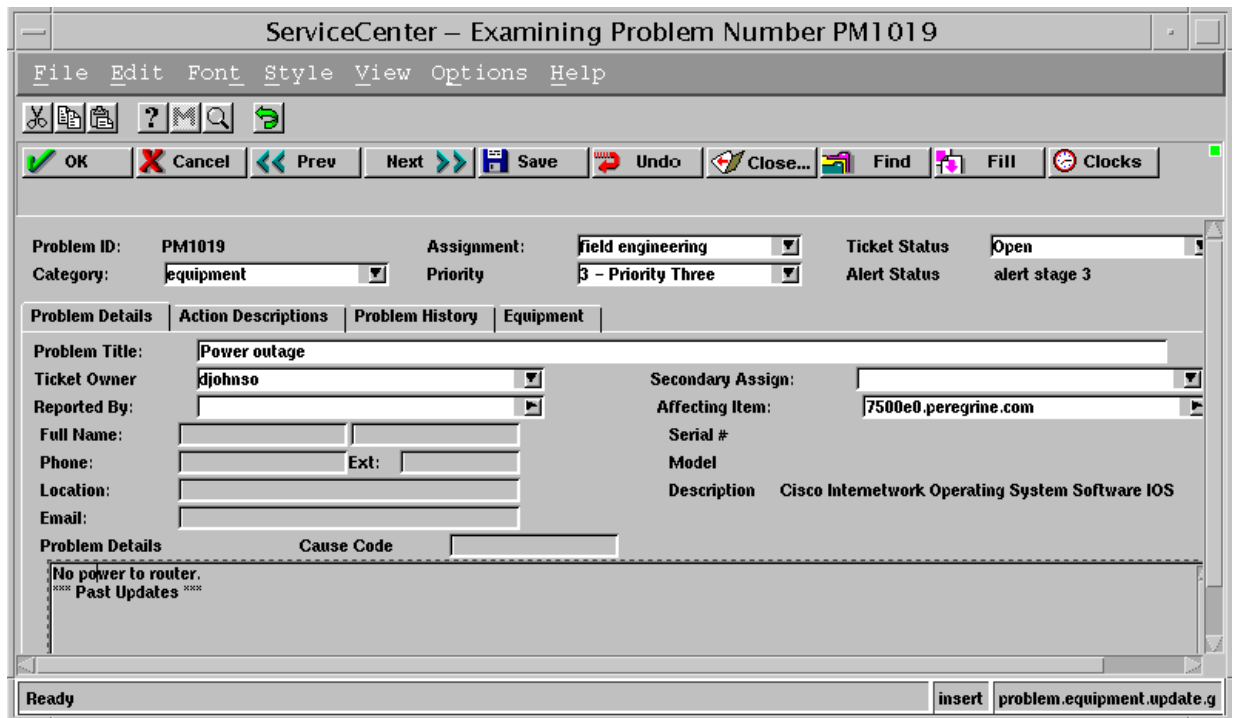 ServiceCenter – Examining Problem Number PM1019
File Edit Font Style View Options Help
OK Cancel Prev Next Save Undo Close... Find Fill Clocks
Problem ID: PM1019 Assignment: field engineering Ticket Status Open
Category: equipment Priority 3 – Priority Three Alert Status alert stage 3
Problem Details Action Descriptions Problem History Equipment
Problem Title: Power outage
Ticket Owner djohnso Secondary Assign:
Reported By: Affecting Item: 7500e0.peregrine.com
Full Name: Serial #
Phone: Ext: Model
Location: Description Cisco Internetwork Operating System Software IOS
Email:
Problem Details Cause Code
No power to router.
*** Past Updates ***
Ready insert problem.equipment.update.g